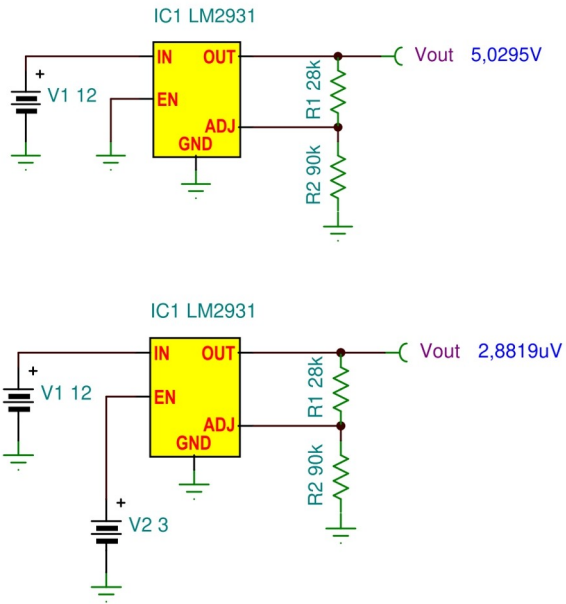 IC1 LM2931
IN OUT
Vout 5,0295V
+
V1 12
EN
R1 28k
ADJ
GND
R2 90k
IC1 LM2931
IN OUT
Vout 2,8819uV
+
V1 12
EN
R1 28k
ADJ
GND
R2 90k
+
V2 3